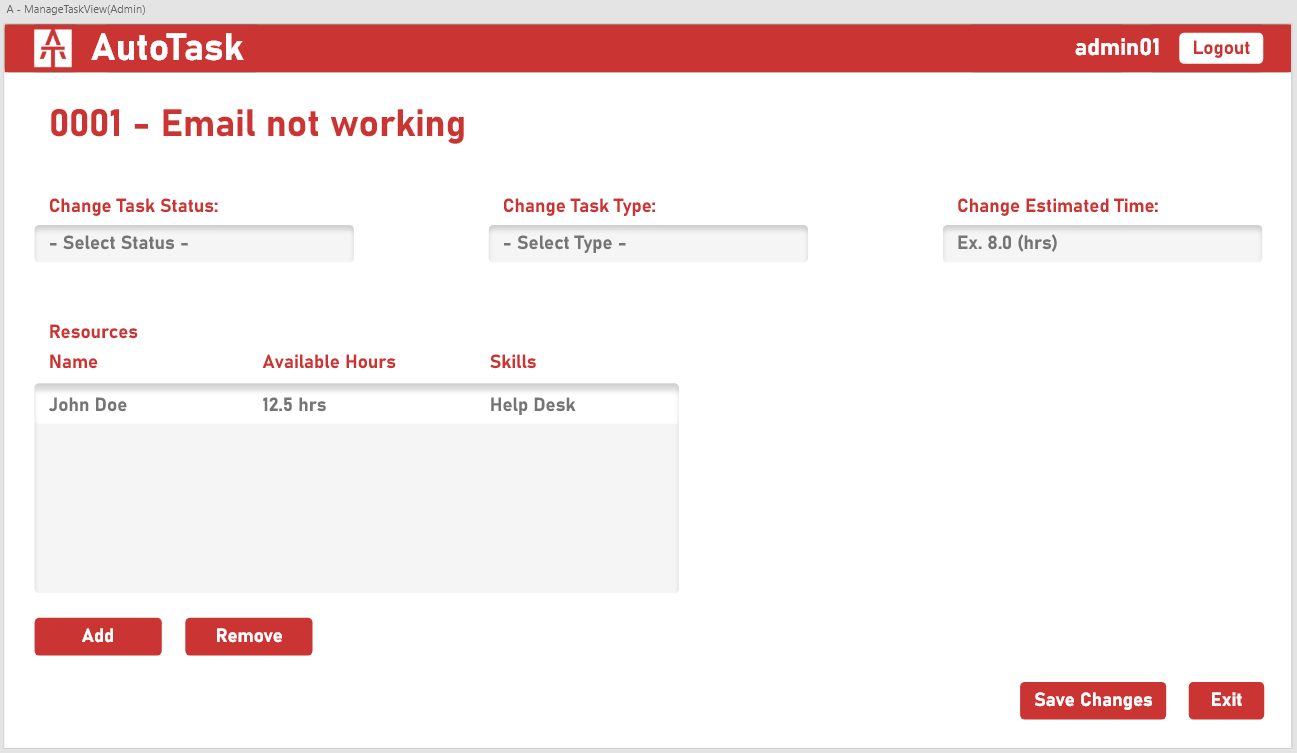 A - ManageTaskView(Admin)
AutoTask admin01 Logout
0001 - Email not working
Change Task Status: Change Task Type: Change Estimated Time:
- Select Status - - Select Type - Ex. 8.0 (hrs)
Resources
Name Available Hours Skills
John Doe 12.5 hrs Help Desk
Add Remove
Save Changes Exit